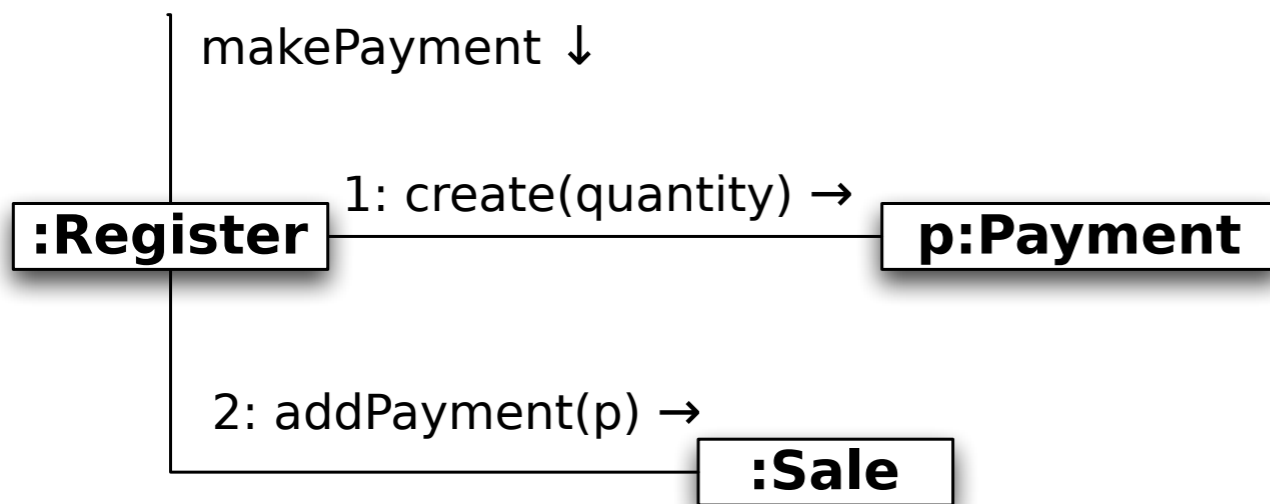 makePayment ↓
1: create(quantity) →
:Register
p:Payment
2: addPayment(p) →
:Sale